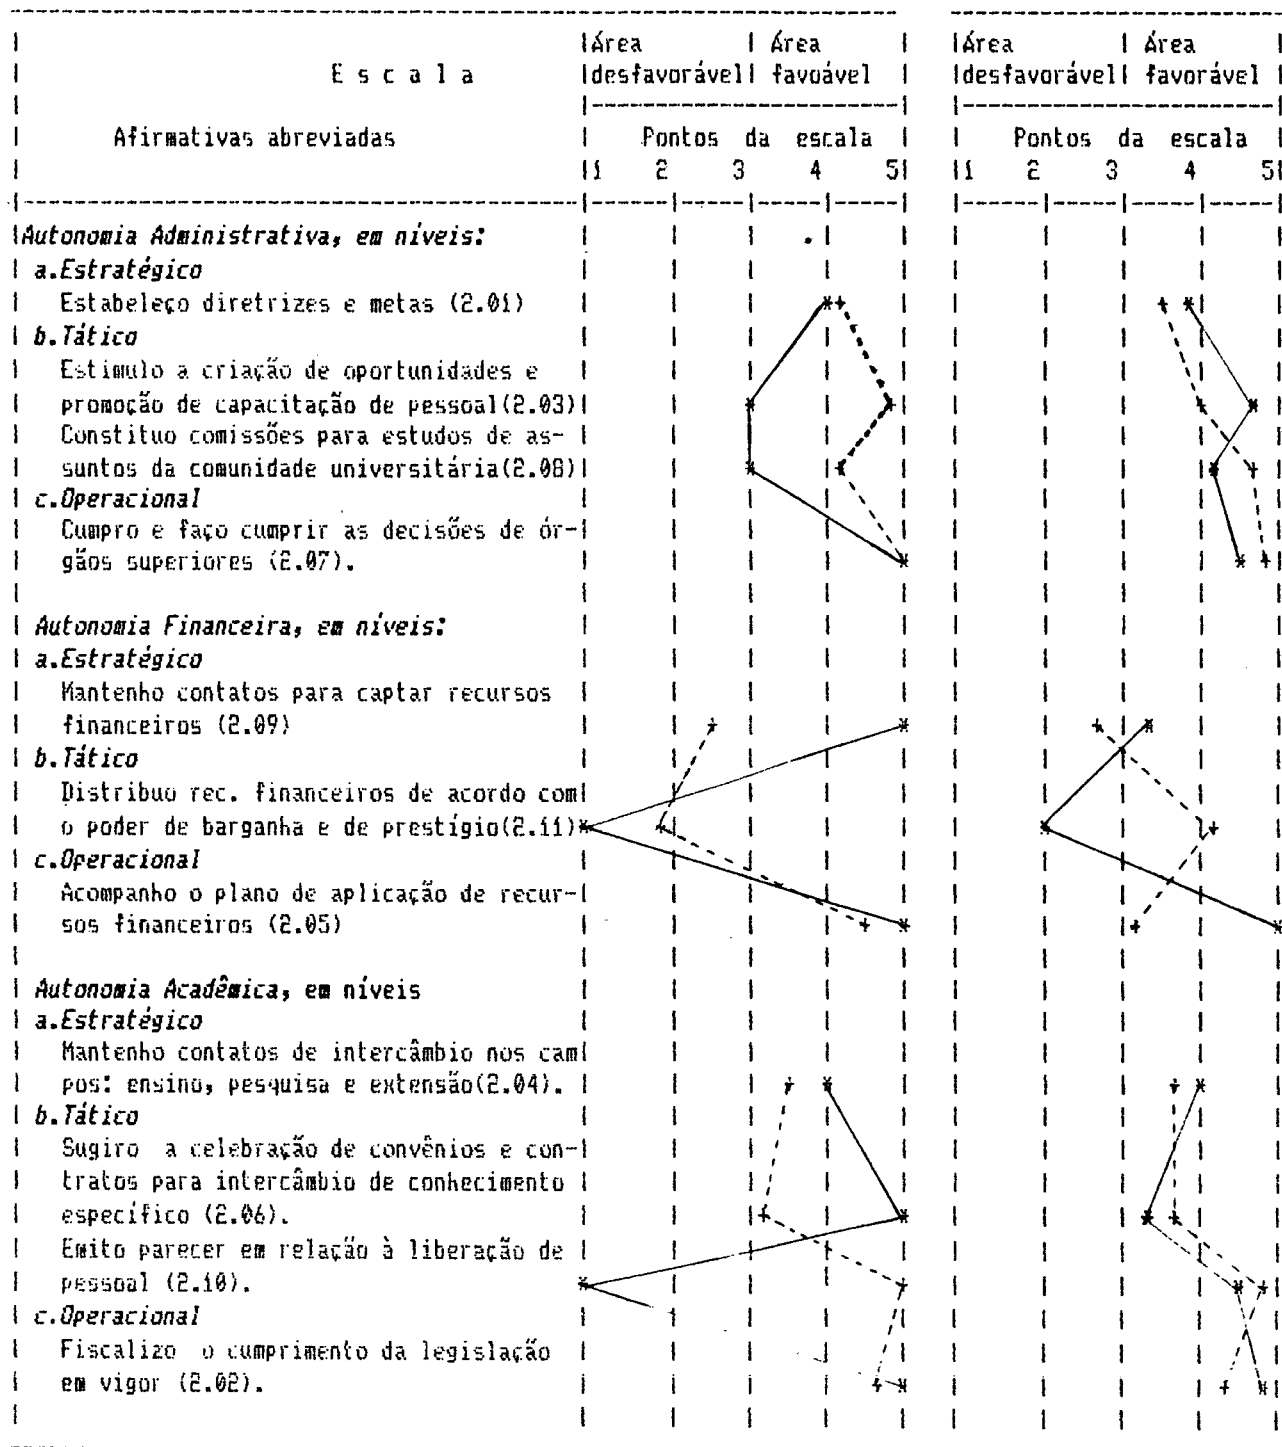 Área Área Área Área
E s c a l a desfavorável favoável desfavorável favorável
Afirmativas abreviadas Pontos da escala Pontos da escala
1 2 3 4 5 1 2 3 4 5
Autonomia Administrativa, em níveis:
a.Estratégico
Estabeleço diretrizes e metas (2.01)
b.Tático
Estimulo a criação de oportunidades e
promoção de capacitação de pessoal(2.03)
Constituo comissões para estudos de as-
suntos da comunidade universitária(2.08)
c.Operacional
Cumpro e faço cumprir as decisões de ór-
gãos superiores (2.07).
Autonomia Financeira, em níveis:
a.Estratégico
Mantenho contatos para captar recursos
financeiros (2.09)
b.Tático
Distribuo rec. financeiros de acordo com
o poder de barganha e de prestígio(2.11)
c.Operacional
Acompanho o plano de aplicação de recur-
sos financeiros (2.05)
Autonomia Acadêmica, em níveis
a.Estratégico
Mantenho contatos de intercâmbio nos cam
pos: ensino, pesquisa e extensão(2.04).
b.Tático
Sugiro a celebração de convênios e con-
tratos para intercâmbio de conhecimento
específico (2.06).
Emito parecer em relação à liberação de
pessoal (2.10).
c.Operacional
Fiscalizo o cumprimento da legislação
em vigor (2.02).